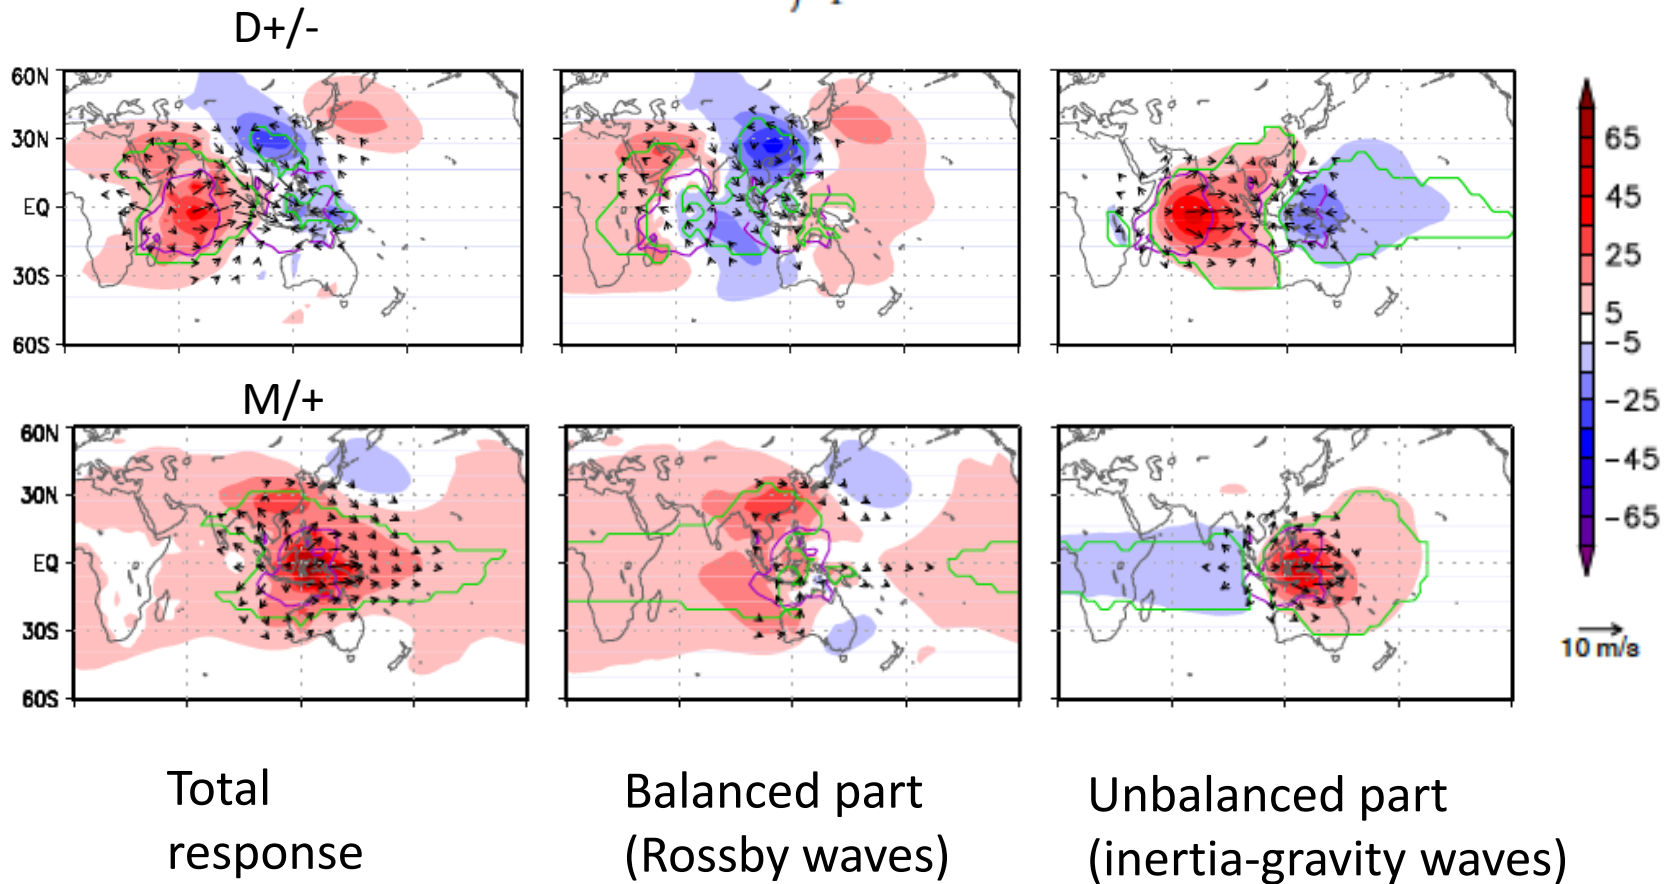 D+/-
60N
30N
EQ
30S
60S
65
45
25
5
-5
-25
-45
-65
10 m/s
M/+
60N
30N
EQ
30S
60S
Total
response
Balanced part
(Rossby waves)
Unbalanced part
(inertia-gravity waves)